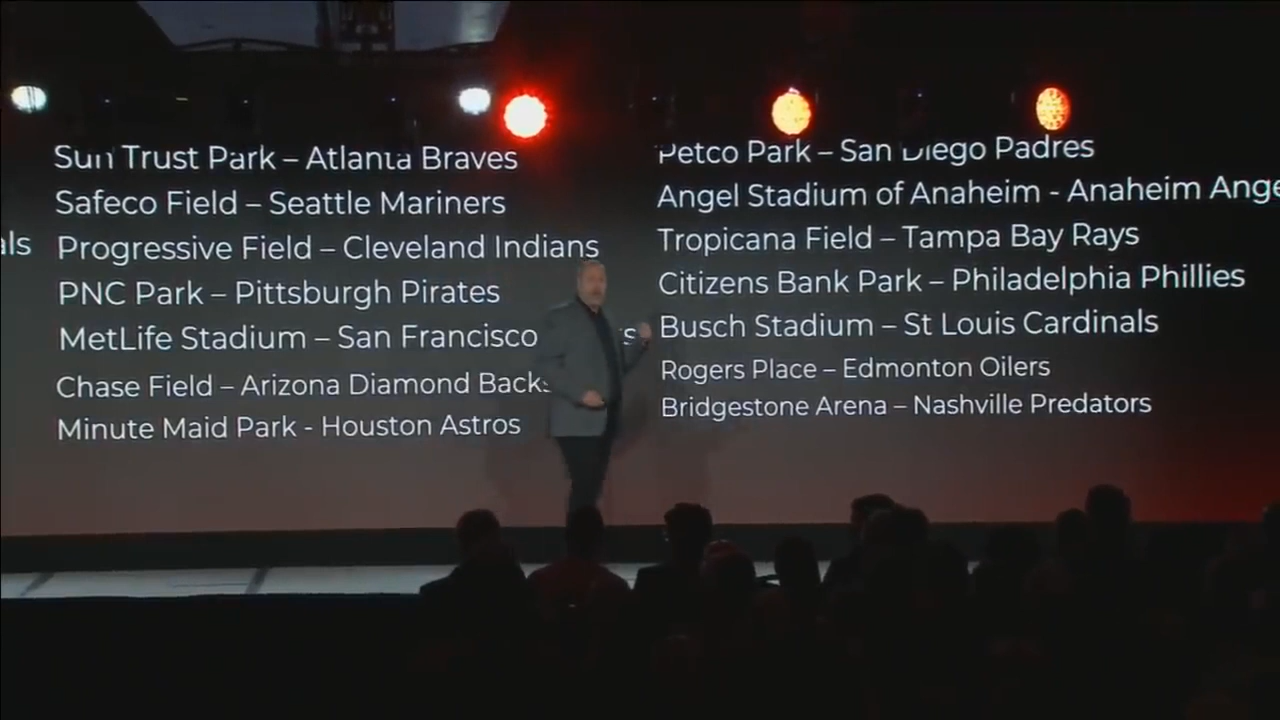 als
Sun Trust Park – Atlanta Braves
Safeco Field – Seattle Mariners
Progressive Field – Cleveland Indians
PNC Park – Pittsburgh Pirates
MetLife Stadium – San Francisco
Chase Field – Arizona Diamond Backs
Minute Maid Park - Houston Astros
Petco Park – San Diego Padres
Angel Stadium of Anaheim - Anaheim Ange
Tropicana Field – Tampa Bay Rays
Citizens Bank Park – Philadelphia Phillies
Busch Stadium – St Louis Cardinals
Rogers Place – Edmonton Oilers
Bridgestone Arena – Nashville Predators